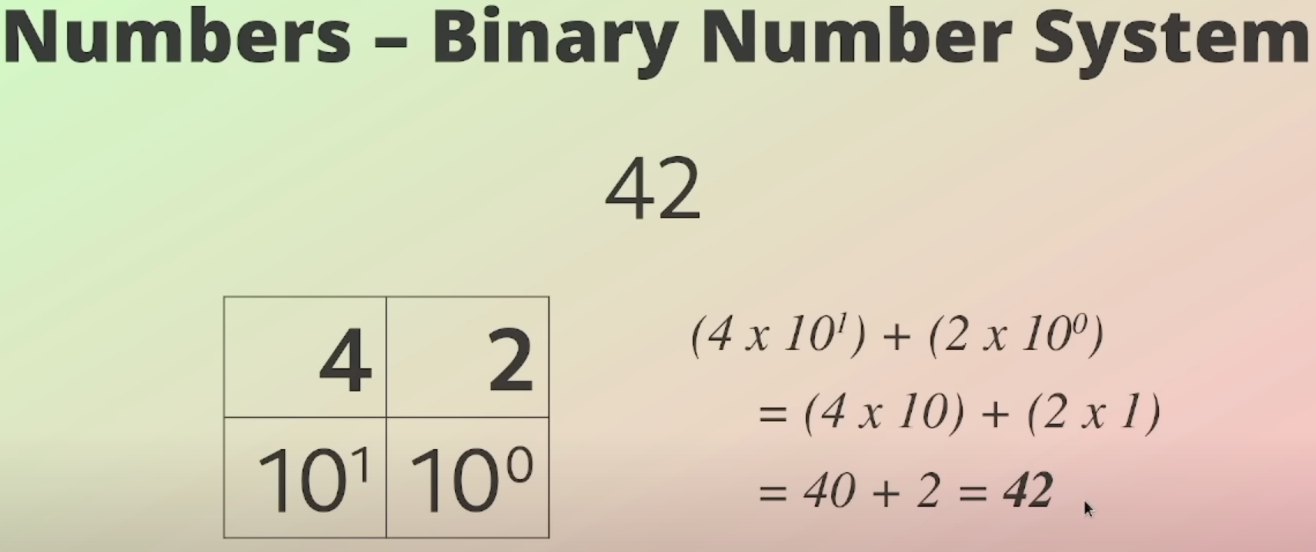 Numbers – Binary Number System
42
4 2
10¹ 10⁰
(4 x 10¹) + (2 x 10⁰)
= (4 x 10) + (2 x 1)
= 40 + 2 = 42